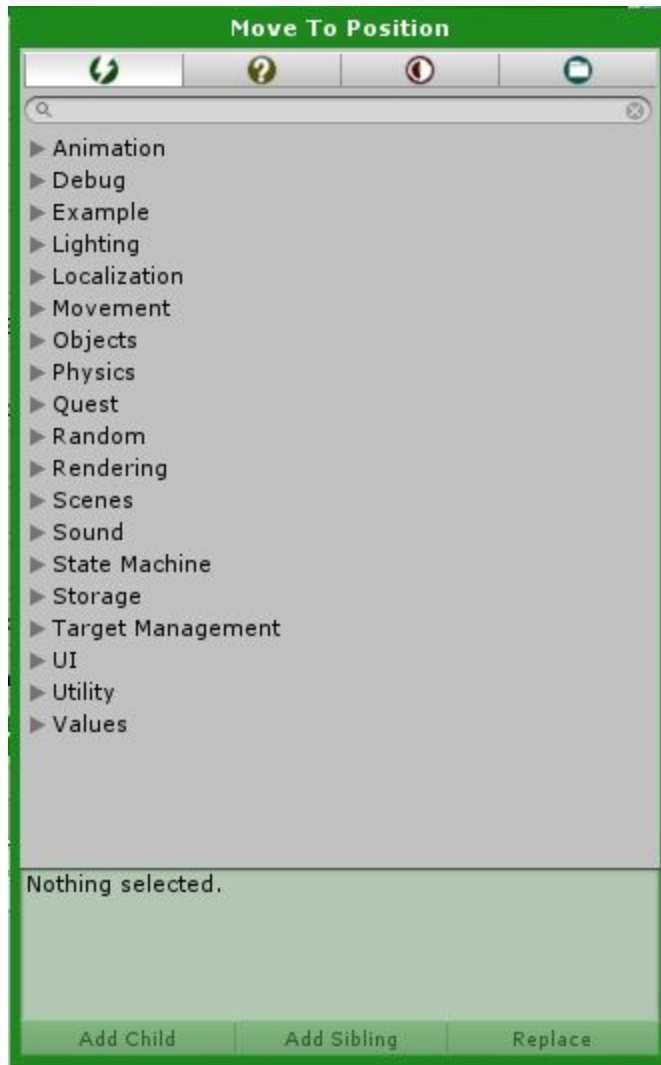 Move To Position
Animation
Debug
Example
Lighting
Localization
Movement
Objects
Physics
Quest
Random
Rendering
Scenes
Sound
State Machine
Storage
Target Management
UI
Utility
Values
Nothing selected.
Add Child Add Sibling Replace